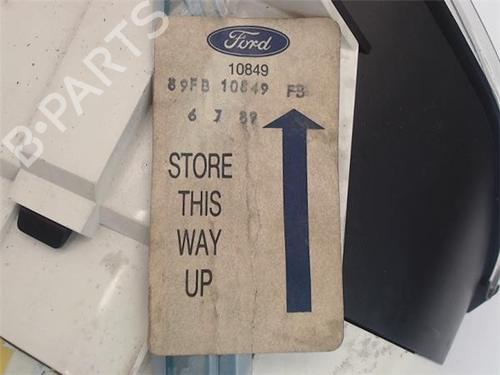 Ford
10849
89FB 10849 FB
6 7 89
STORE
THIS
WAY
UP
B-PARTS